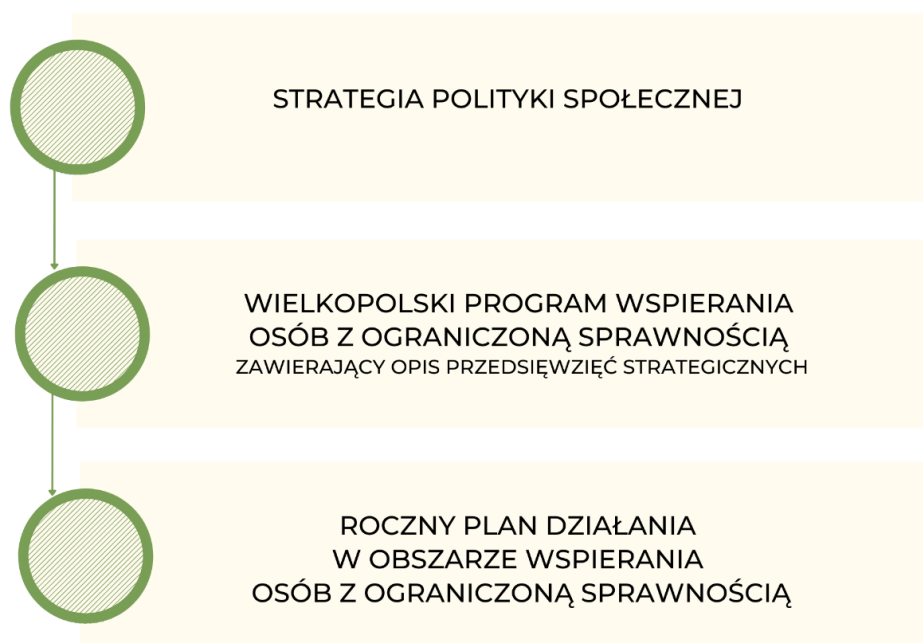 STRATEGIA POLITYKI SPOŁECZNEJ
WIELKOPOLSKI PROGRAM WSPIERANIA
OSÓB Z OGRANICZONĄ SPRAWNOŚCIĄ
ZAWIERAJĄCY OPIS PRZEDSIĘWZIĘĆ STRATEGICZNYCH
ROCZNY PLAN DZIAŁANIA
W OBSZARZE WSPIERANIA
OSÓB Z OGRANICZONĄ SPRAWNOŚCIĄ